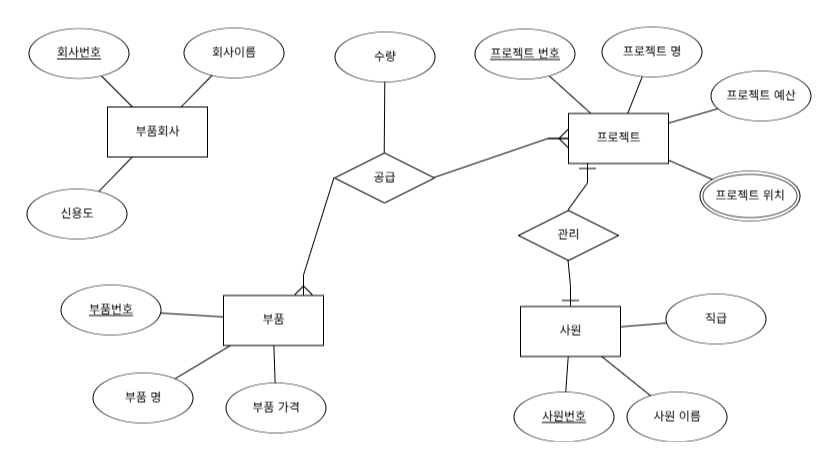 회사번호
회사이름
수량
프로젝트 번호
프로젝트 명
프로젝트 예산
부품회사
프로젝트
공급
프로젝트 위치
신용도
관리
부품번호
부품
사원
직급
부품 명
부품 가격
사원번호
사원 이름